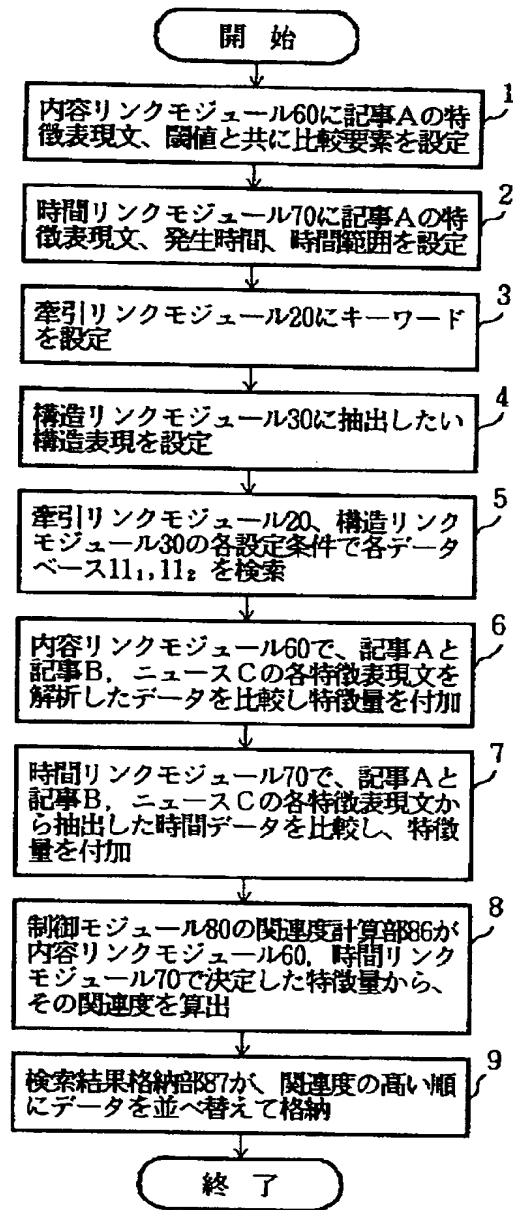 開 始
1
内容リンクモジュール60に記事Aの特
徴表現文、閾値と共に比較要素を設定
2
時間リンクモジュール70に記事Aの特
徴表現文、発生時間、時間範囲を設定
3
牽引リンクモジュール20にキーワード
を設定
4
構造リンクモジュール30に抽出したい
構造表現を設定
5
牽引リンクモジュール20、構造リンク
モジュール30の各設定条件で各データ
ベース11₁,11₂ を検索
6
内容リンクモジュール60で、記事Aと
記事B，ニュースCの各特徴表現文を
解析したデータを比較し特徴量を付加
7
時間リンクモジュール70で、記事Aと
記事B，ニュースCの各特徴表現文か
ら抽出した時間データを比較し、特徴
量を付加
8
制御モジュール80の関連度計算部86が
内容リンクモジュール60，時間リンク
モジュール70で決定した特徴量から、
その関連度を算出
9
検索結果格納部87が、関連度の高い順
にデータを並べ替えて格納
終 了